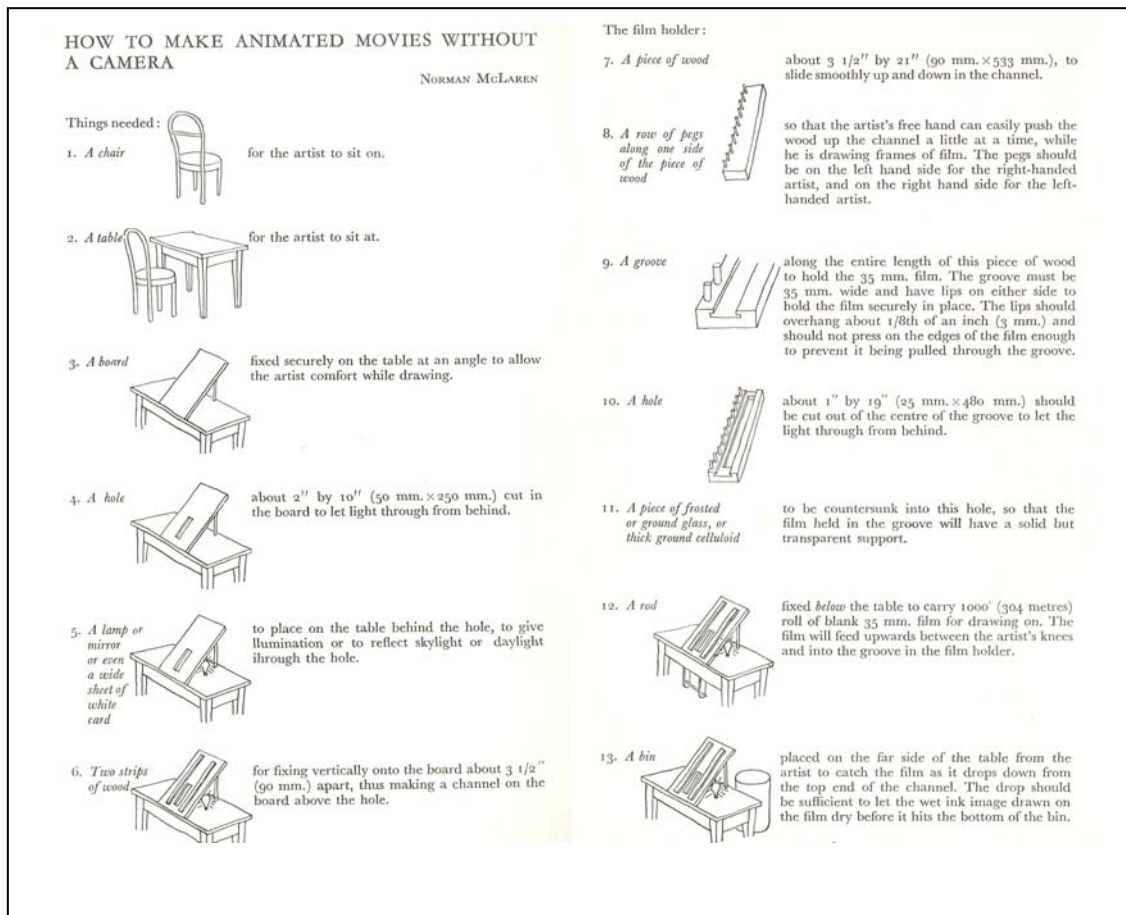 HOW TO MAKE ANIMATED MOVIES WITHOUT
A CAMERA
NORMAN MCLAREN
Things needed:
1. A chair
for the artist to sit on.
2. A table
for the artist to sit at.
3. A board
fixed securely on the table at an angle to allow
the artist comfort while drawing.
4. A hole
about 2" by 10" (50 mm. × 250 mm.) cut in
the board to let light through from behind.
5. A lamp or
mirror
or even
a wide
sheet of
white
card
to place on the table behind the hole, to give
llumination or to reflect skylight or daylight
ihrough the hole.
6. Two strips
of wood
for fixing vertically onto the board about 3 1/2"
(90 mm.) apart, thus making a channel on the
board above the hole.
The film holder:
7. A piece of wood
about 3 1/2" by 21" (90 mm. × 533 mm.), to
slide smoothly up and down in the channel.
8. A row of pegs
along one side
of the piece of
wood
so that the artist's free hand can easily push the
wood up the channel a little at a time, while
he is drawing frames of film. The pegs should
be on the left hand side for the right-handed
artist, and on the right hand side for the left-
handed artist.
9. A groove
along the entire length of this piece of wood
to hold the 35 mm. film. The groove must be
35 mm. wide and have lips on either side to
hold the film securely in place. The lips should
overhang about 1/8th of an inch (3 mm.) and
should not press on the edges of the film enough
to prevent it being pulled through the groove.
10. A hole
about 1" by 19" (25 mm. × 480 mm.) should
be cut out of the centre of the groove to let the
light through from behind.
11. A piece of frosted
or ground glass, or
thick ground celluloid
to be countersunk into this hole, so that the
film held in the groove will have a solid but
transparent support.
12. A rod
fixed below the table to carry 1000' (304 metres)
roll of blank 35 mm. film for drawing on. The
film will feed upwards between the artist's knees
and into the groove in the film holder.
13. A bin
placed on the far side of the table from the
artist to catch the film as it drops down from
the top end of the channel. The drop should
be sufficient to let the wet ink image drawn on
the film dry before it hits the bottom of the bin.